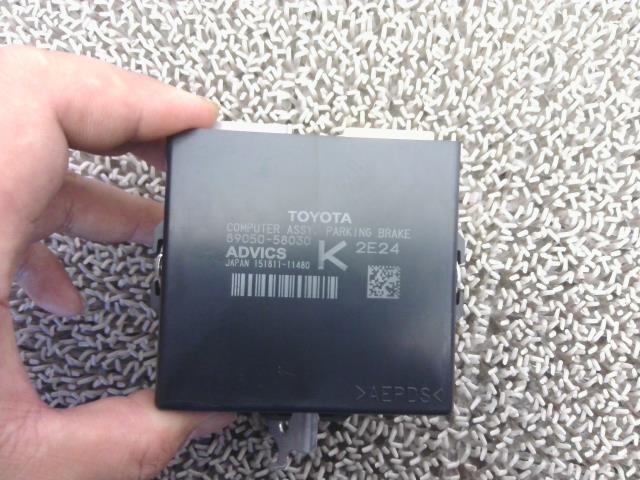 TOYOTA
COMPUTER ASSY, PARKING BRAKE
89050-58030
ADVICS K 2E24
JAPAN 151811-11480
>AEPDS<